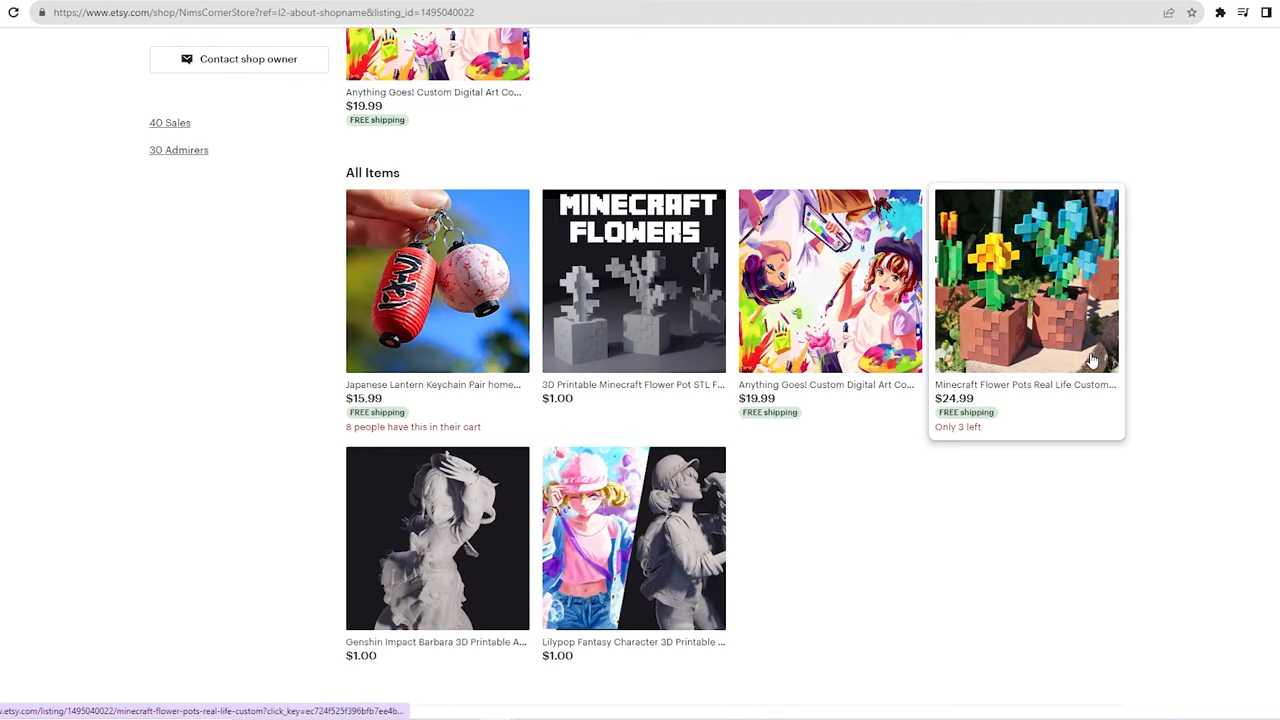 https://www.etsy.com/shop/NimsCornerStore?ref=l2-about-shopname&listing_id=1495040022
Contact shop owner
Anything Goes! Custom Digital Art Co...
$19.99
FREE shipping
40 Sales
30 Admirers
All Items
MINECRAFT
FLOWERS
Japanese Lantern Keychain Pair home...
$15.99
FREE shipping
8 people have this in their cart
3D Printable Minecraft Flower Pot STL F...
$1.00
Anything Goes! Custom Digital Art Co...
$19.99
FREE shipping
Minecraft Flower Pots Real Life Custom...
$24.99
FREE shipping
Only 3 left
Genshin Impact Barbara 3D Printable A...
$1.00
Lilypop Fantasy Character 3D Printable ...
$1.00
w.etsy.com/listing/1495040022/minecraft-flower-pots-real-life-custom?click_key=ec724f525f396bfb7ee4b...